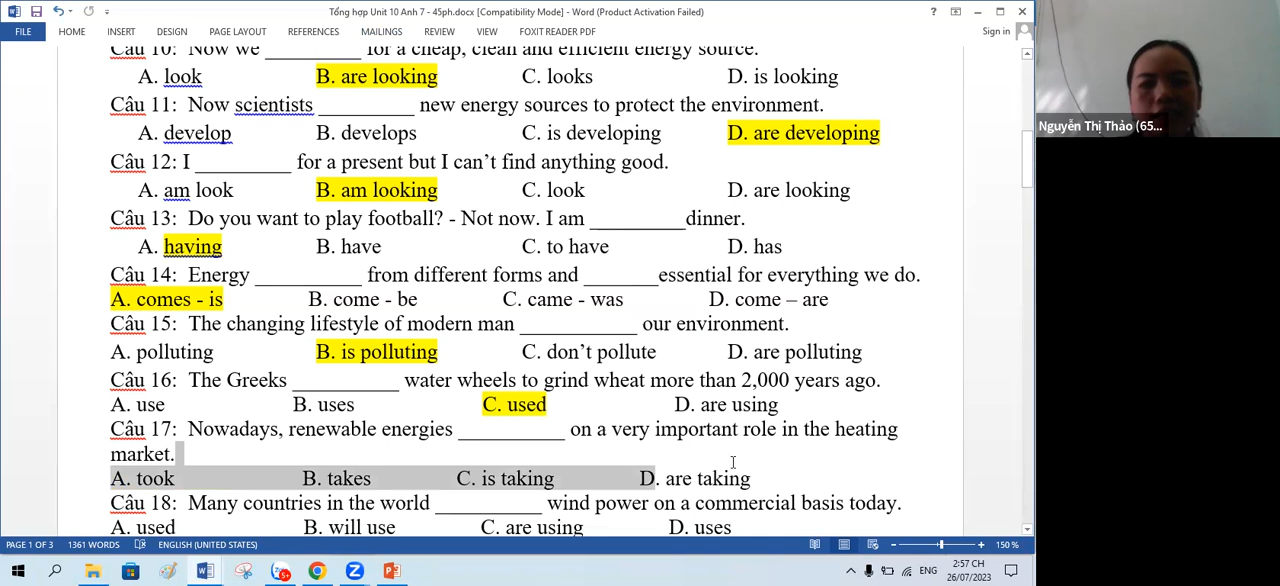 Tổng hợp Unit 10 Anh 7 - 45ph.docx [Compatibility Mode] - Word (Product Activation Failed)
FILE HOME INSERT DESIGN PAGE LAYOUT REFERENCES MAILINGS REVIEW VIEW FOXIT READER PDF Sign in
Câu 10: Now we __________ for a cheap, clean and efficient energy source.
A. look B. are looking C. looks D. is looking
Câu 11: Now scientists __________ new energy sources to protect the environment.
A. develop B. develops C. is developing D. are developing
Câu 12: I __________ for a present but I can't find anything good.
A. am look B. am looking C. look D. are looking
Câu 13: Do you want to play football? - Not now. I am __________dinner.
A. having B. have C. to have D. has
Câu 14: Energy ___________ from different forms and ________essential for everything we do.
A. comes - is B. come - be C. came - was D. come – are
Câu 15: The changing lifestyle of modern man ____________ our environment.
A. polluting B. is polluting C. don't pollute D. are polluting
Câu 16: The Greeks ___________ water wheels to grind wheat more than 2,000 years ago.
A. use B. uses C. used D. are using
Câu 17: Nowadays, renewable energies ___________ on a very important role in the heating
market.
A. took B. takes C. is taking D. are taking
Câu 18: Many countries in the world ___________ wind power on a commercial basis today.
A. used B. will use C. are using D. uses
PAGE 1 OF 3 1361 WORDS ENGLISH (UNITED STATES) 150 %
ENG 2:57 CH
26/07/2023
Nguyễn Thị Thảo (65...